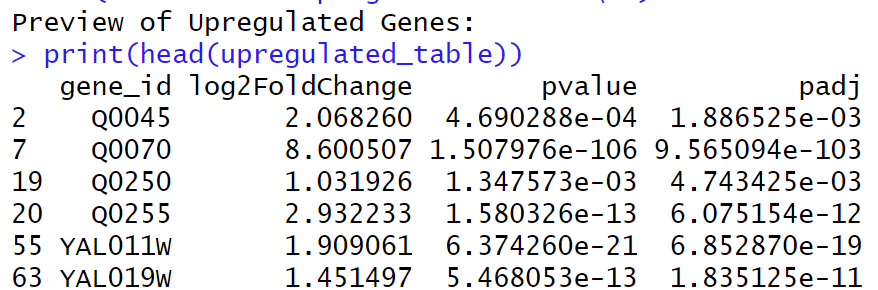 Preview of Upregulated Genes:
> print(head(upregulated_table))
gene_id log2FoldChange pvalue padj
2 Q0045 2.068260 4.690288e-04 1.886525e-03
7 Q0070 8.600507 1.507976e-106 9.565094e-103
19 Q0250 1.031926 1.347573e-03 4.743425e-03
20 Q0255 2.932233 1.580326e-13 6.075154e-12
55 YAL011W 1.909061 6.374260e-21 6.852870e-19
63 YAL019W 1.451497 5.468053e-13 1.835125e-11